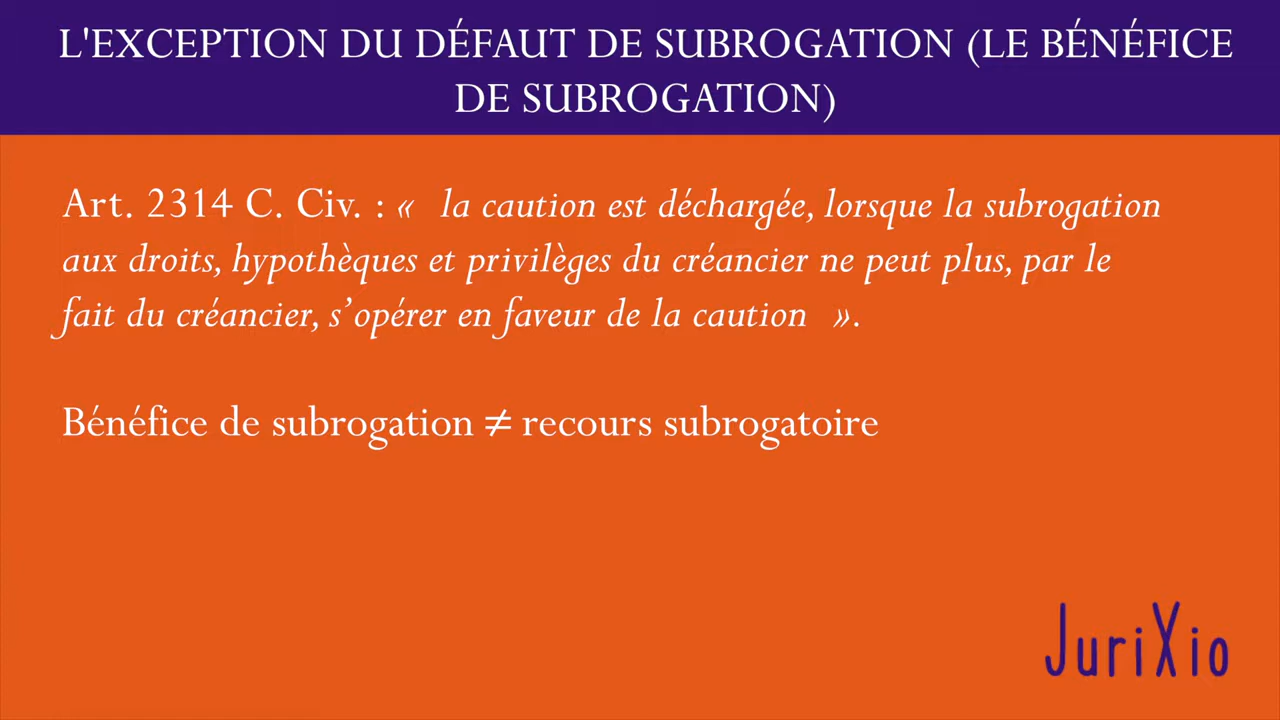 L'EXCEPTION DU DÉFAUT DE SUBROGATION (LE BÉNÉFICE
DE SUBROGATION)
Art. 2314 C. Civ. : « la caution est déchargée, lorsque la subrogation
aux droits, hypothèques et privilèges du créancier ne peut plus, par le
fait du créancier, s’opérer en faveur de la caution ».
Bénéfice de subrogation ≠ recours subrogatoire
JuriXio